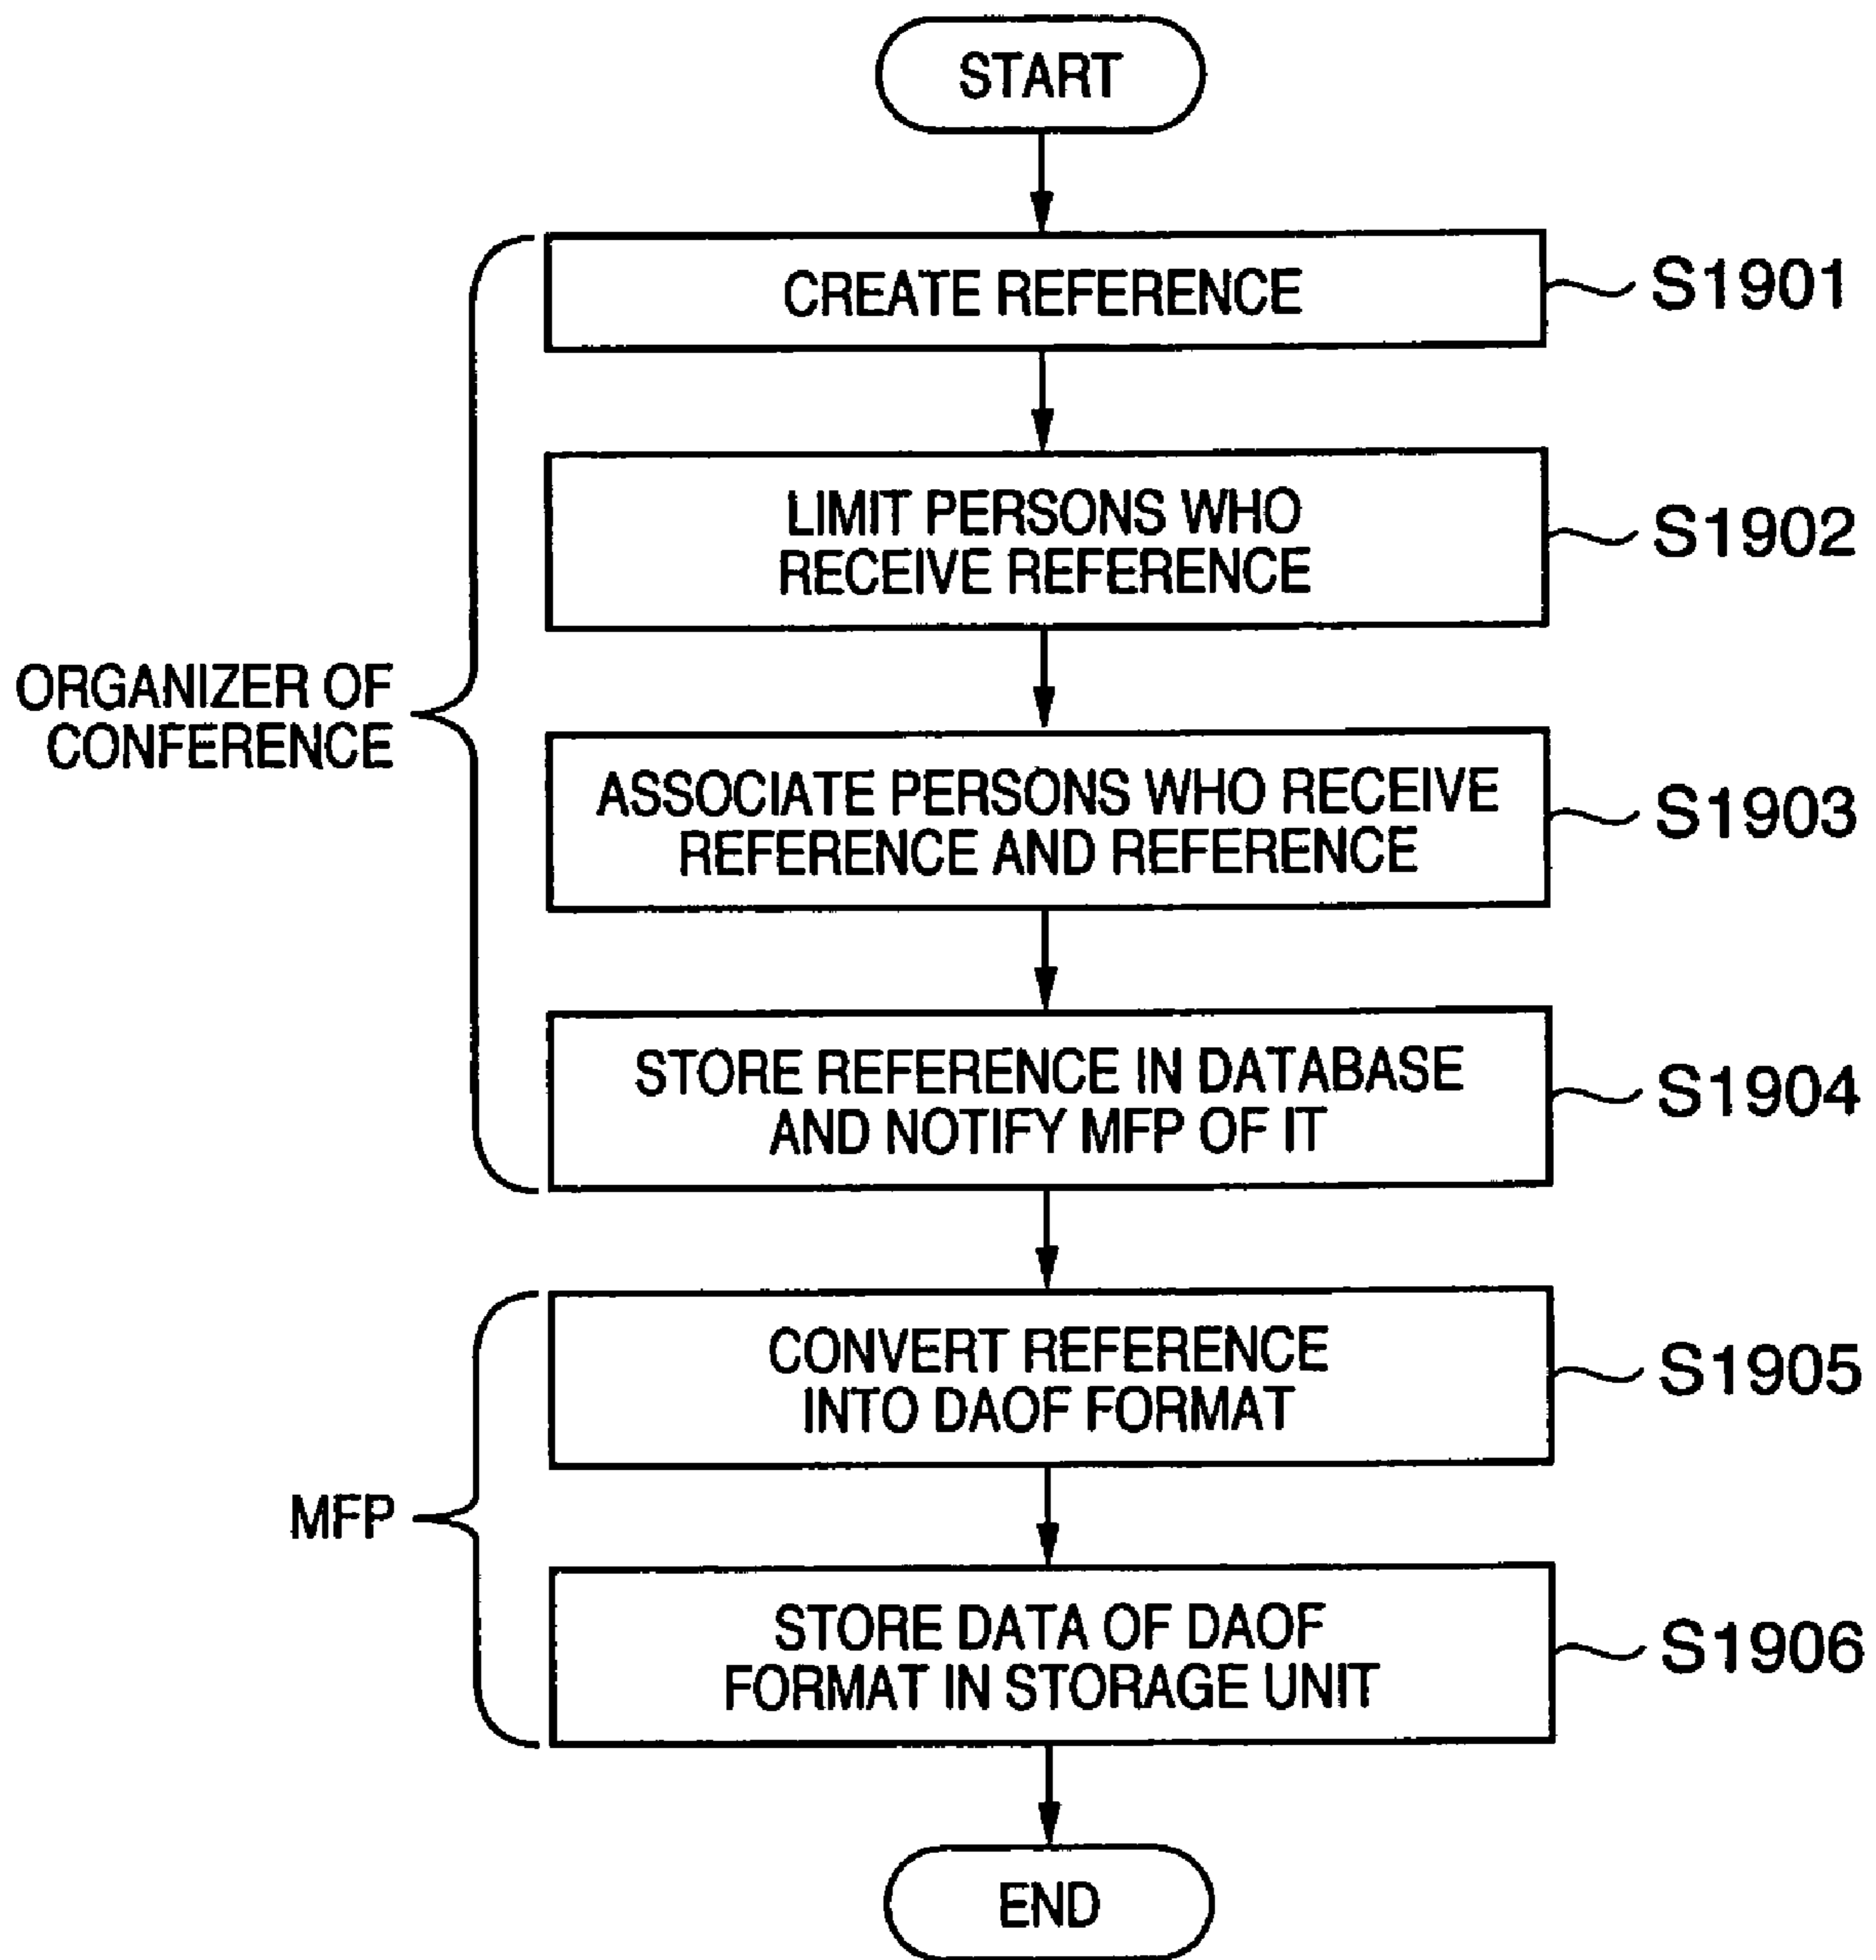 START
CREATE REFERENCE
S1901
LIMIT PERSONS WHO
RECEIVE REFERENCE
S1902
ORGANIZER OF
CONFERENCE
ASSOCIATE PERSONS WHO RECEIVE
REFERENCE AND REFERENCE
S1903
STORE REFERENCE IN DATABASE
AND NOTIFY MFP OF IT
S1904
CONVERT REFERENCE
INTO DAOF FORMAT
S1905
MFP
STORE DATA OF DAOF
FORMAT IN STORAGE UNIT
S1906
END